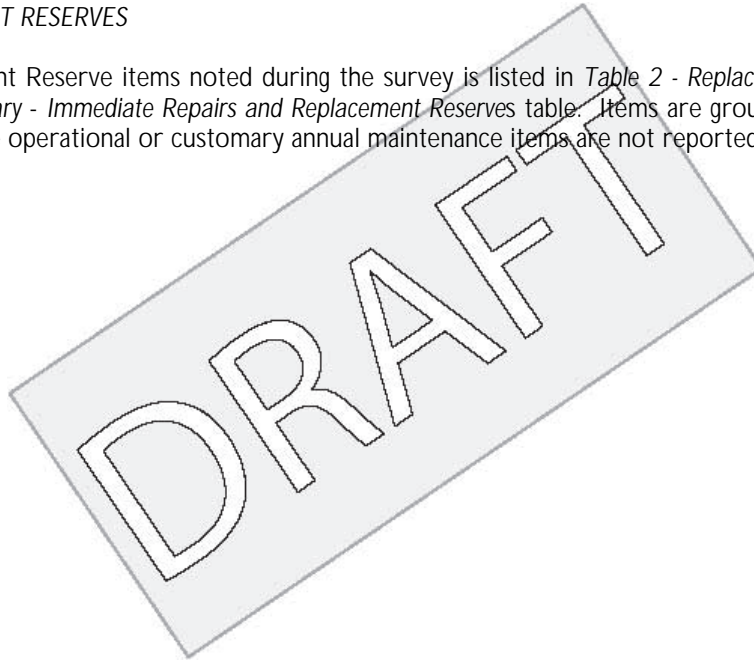 T RESERVES
nt Reserve items noted during the survey is listed in Table 2 - Replac
ary - Immediate Repairs and Replacement Reserves table. Items are grou
operational or customary annual maintenance items are not reported
DRAFT